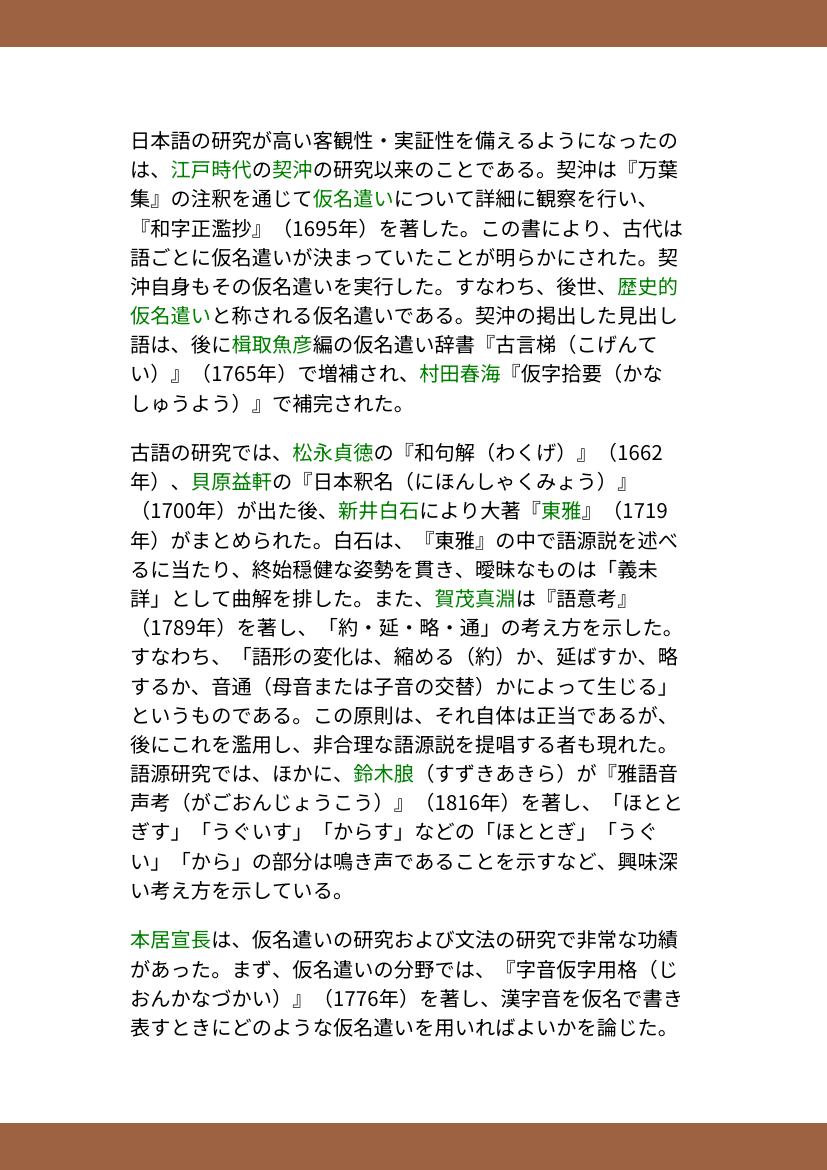 日本語の研究が高い客観性・実証性を備えるようになったの
は、江戸時代の契沖の研究以来のことである。契沖は『万葉
集』の注釈を通じて仮名遣いについて詳細に観察を行い、
『和字正濫抄』（1695年）を著した。この書により、古代は
語ごとに仮名遣いが決まっていたことが明らかにされた。契
沖自身もその仮名遣いを実行した。すなわち、後世、歴史的
仮名遣いと称される仮名遣いである。契沖の掲出した見出し
語は、後に楫取魚彦編の仮名遣い辞書『古言梯（こげんて
い）』（1765年）で増補され、村田春海『仮字拾要（かな
しゅうよう）』で補完された。
古語の研究では、松永貞徳の『和句解（わくげ）』（1662
年）、貝原益軒の『日本釈名（にほんしゃくみょう）』
（1700年）が出た後、新井白石により大著『東雅』（1719
年）がまとめられた。白石は、『東雅』の中で語源説を述べ
るに当たり、終始穏健な姿勢を貫き、曖昧なものは「義未
詳」として曲解を排した。また、賀茂真淵は『語意考』
（1789年）を著し、「約・延・略・通」の考え方を示した。
すなわち、「語形の変化は、縮める（約）か、延ばすか、略
するか、音通（母音または子音の交替）かによって生じる」
というものである。この原則は、それ自体は正当であるが、
後にこれを濫用し、非合理な語源説を提唱する者も現れた。
語源研究では、ほかに、鈴木朖（すずきあきら）が『雅語音
声考（がごおんじょうこう）』（1816年）を著し、「ほとと
ぎす」「うぐいす」「からす」などの「ほととぎ」「うぐ
い」「から」の部分は鳴き声であることを示すなど、興味深
い考え方を示している。
本居宣長は、仮名遣いの研究および文法の研究で非常な功績
があった。まず、仮名遣いの分野では、『字音仮字用格（じ
おんかなづかい）』（1776年）を著し、漢字音を仮名で書き
表すときにどのような仮名遣いを用いればよいかを論じた。